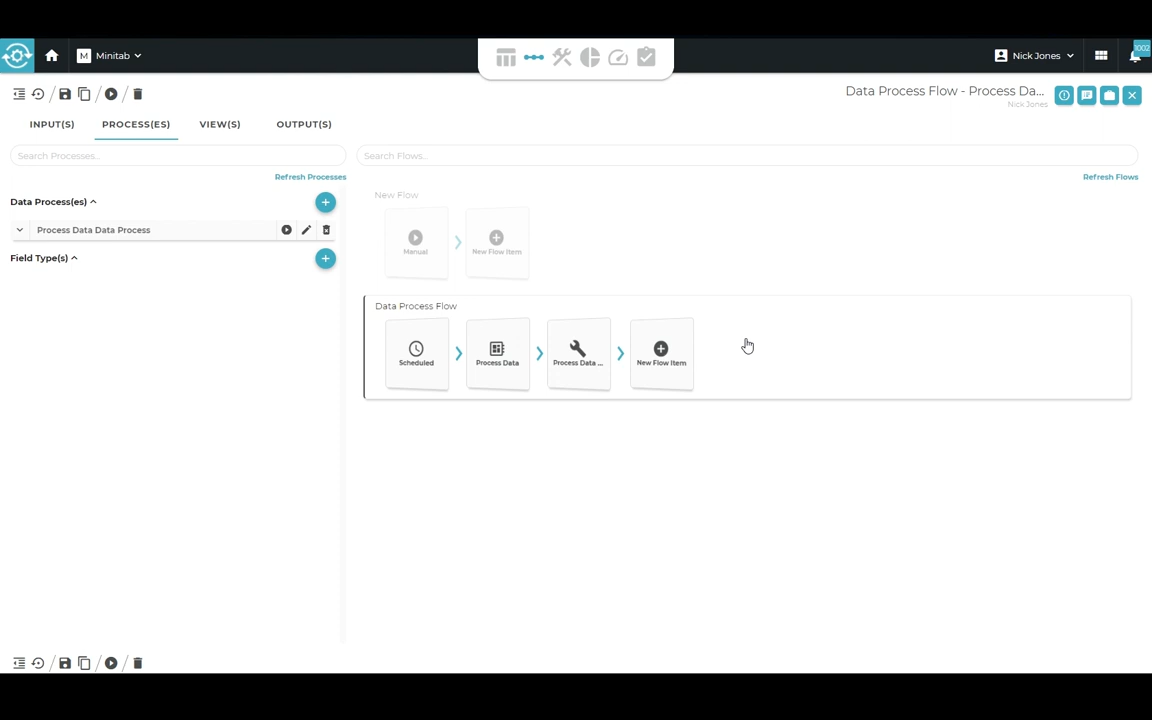 M Minitab
Nick Jones
1002
Data Process Flow - Process Da...
Nick Jones
INPUT(S) PROCESS(ES) VIEW(S) OUTPUT(S)
Search Processes..
Search Flows...
Refresh Processes
Refresh Flows
Data Process(es)
Process Data Data Process
Field Type(s)
New Flow
Manual
New Flow Item
Data Process Flow
Scheduled
Process Data
Process Data ...
New Flow Item